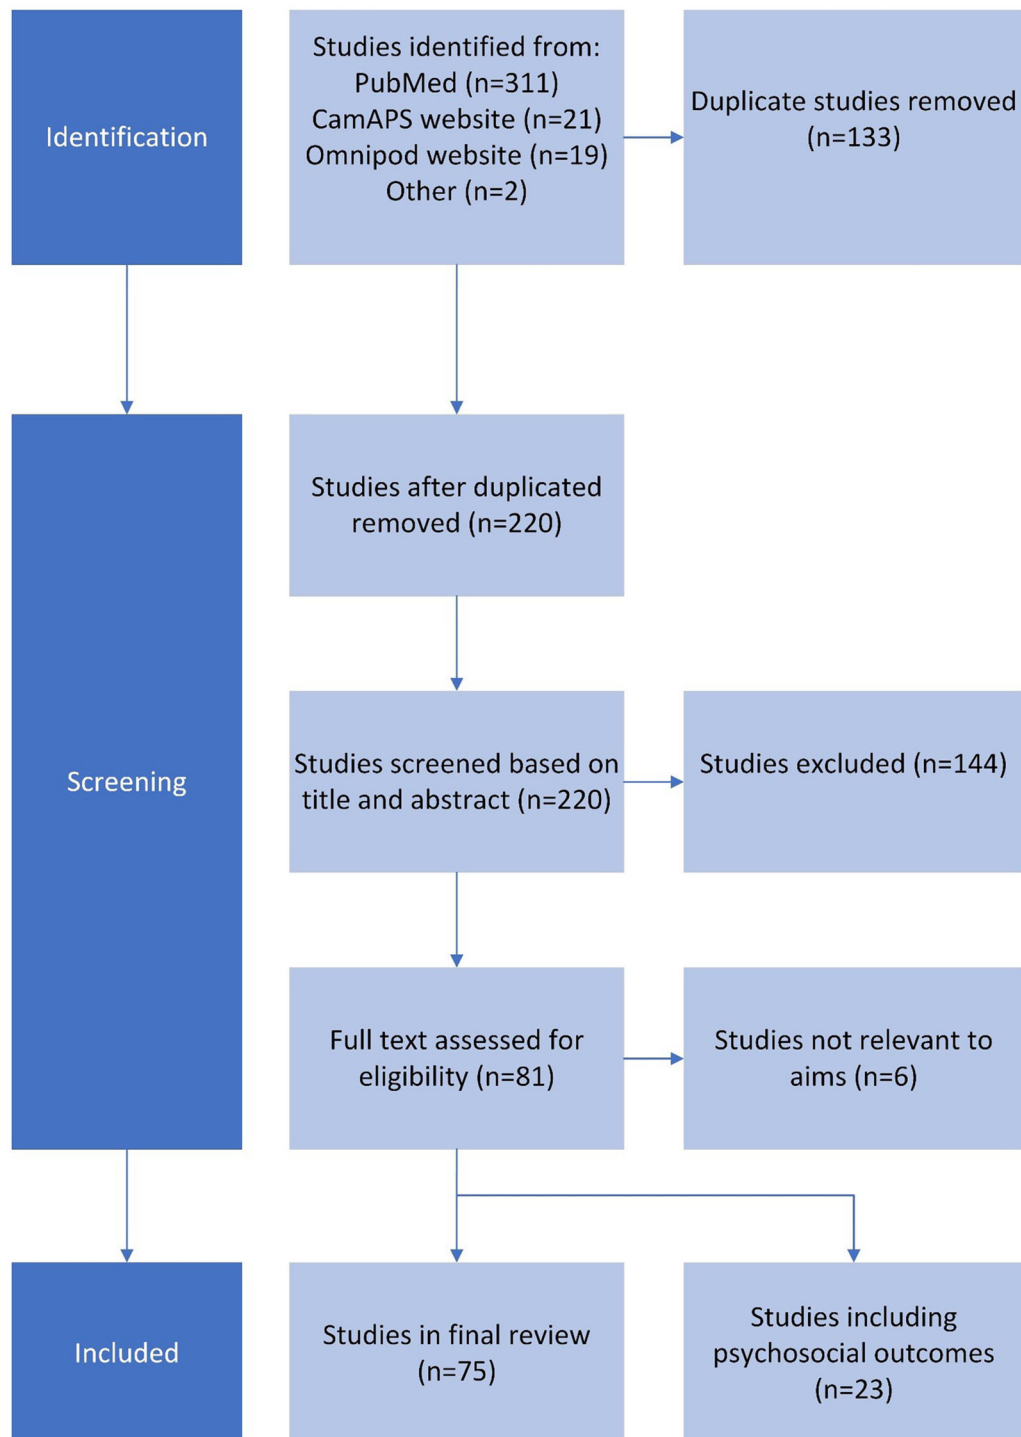 Identification
Studies identified from:
PubMed (n=311)
CamAPS website (n=21)
Omnipod website (n=19)
Other (n=2)
Duplicate studies removed
(n=133)
Screening
Studies after duplicated
removed (n=220)
Studies screened based on
title and abstract (n=220)
Studies excluded (n=144)
Full text assessed for
eligibility (n=81)
Studies not relevant to
aims (n=6)
Included
Studies in final review
(n=75)
Studies including
psychosocial outcomes
(n=23)